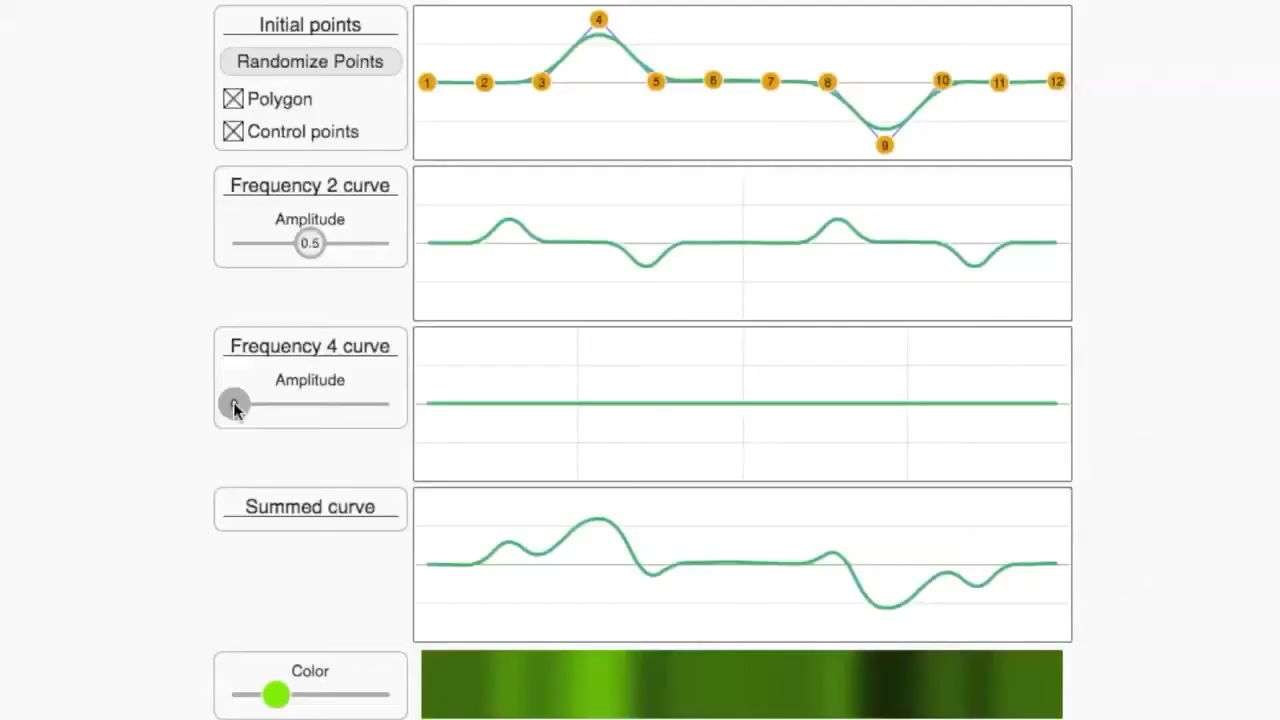 Initial points
Randomize Points
Polygon
Control points
1 2 3 4 5 6 7 8 9 10 11 12
Frequency 2 curve
Amplitude
0.5
Frequency 4 curve
Amplitude
Summed curve
Color